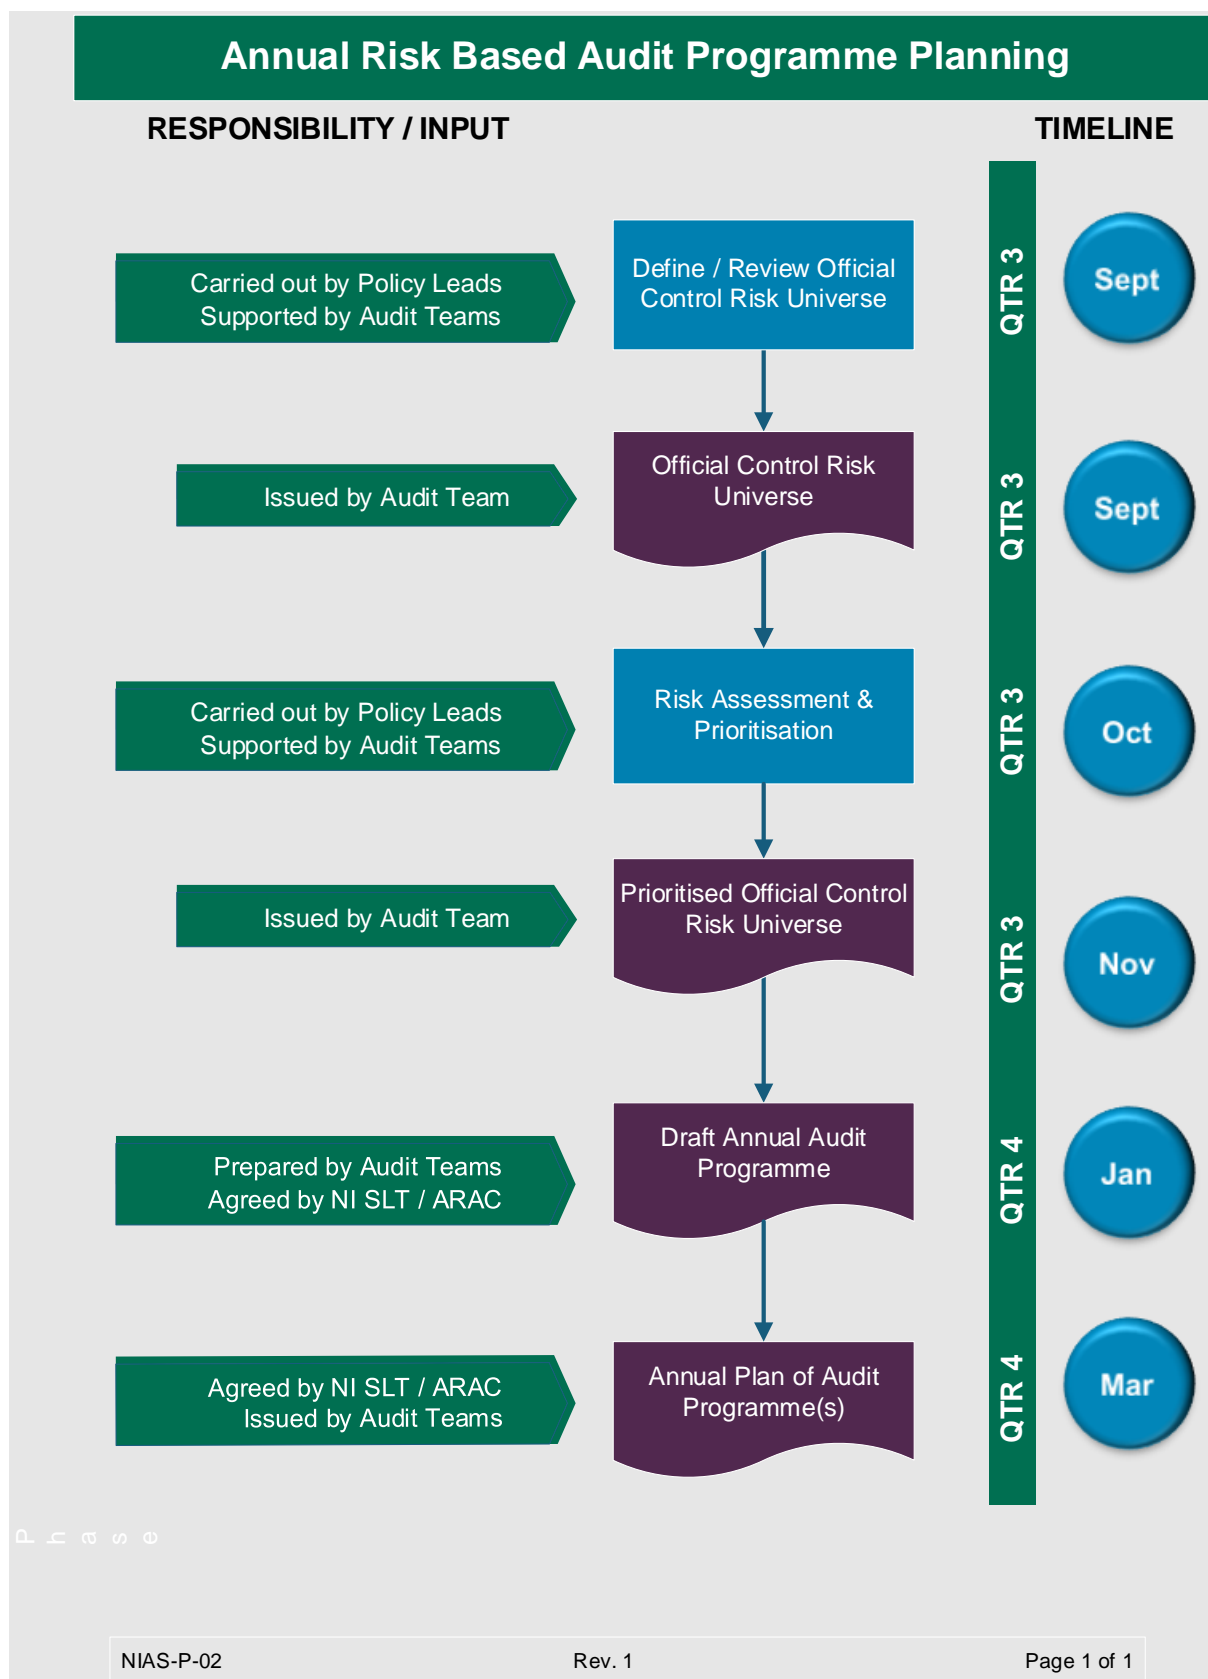 Annual Risk Based Audit Programme Planning
RESPONSIBILITY / INPUT
TIMELINE
Carried out by Policy Leads
Supported by Audit Teams
Define / Review Official
Control Risk Universe
QTR 3
Sept
Issued by Audit Team
Official Control Risk
Universe
QTR 3
Sept
Carried out by Policy Leads
Supported by Audit Teams
Risk Assessment &
Prioritisation
QTR 3
Oct
Issued by Audit Team
Prioritised Official Control
Risk Universe
QTR 3
Nov
Prepared by Audit Teams
Agreed by NI SLT / ARAC
Draft Annual Audit
Programme
QTR 4
Jan
Agreed by NI SLT / ARAC
Issued by Audit Teams
Annual Plan of Audit
Programme(s)
QTR 4
Mar
Phase
NIAS-P-02
Rev. 1
Page 1 of 1